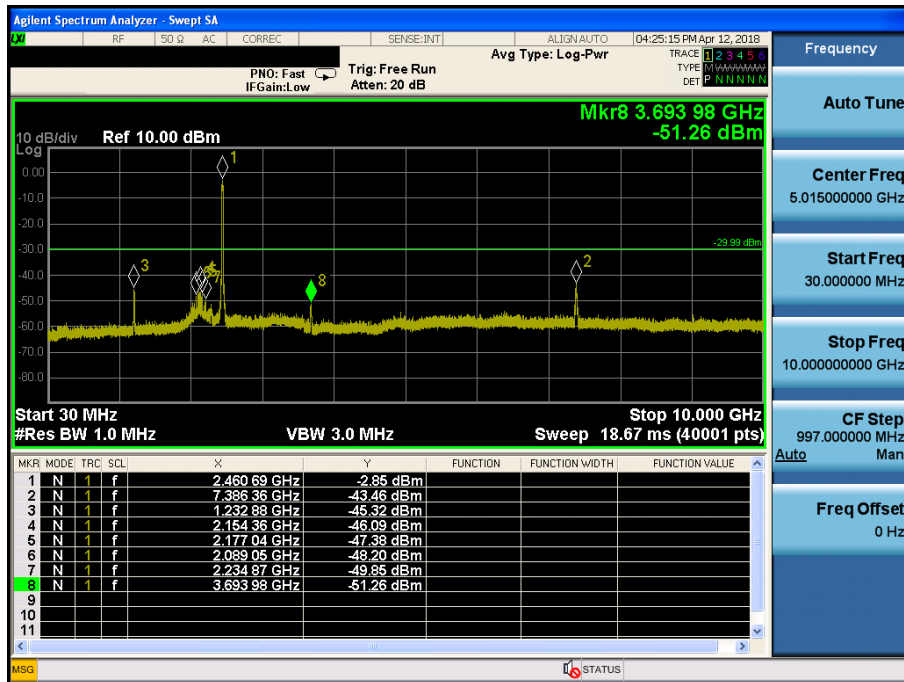 Agilent Spectrum Analyzer - Swept SA
LXI RF 50 Ω AC CORREC SENSE:INT ALIGN AUTO 04:25:15 PM Apr 12, 2018
Frequency
Avg Type: Log-Pwr
TRACE 1 2 3 4 5 6
PNO: Fast Trig: Free Run
TYPE M WWWWW
IFGain:Low Atten: 20 dB
DET P N N N N N
Auto Tune
Mkr8 3.693 98 GHz
-51.26 dBm
10 dB/div Ref 10.00 dBm
Log
1
0.00
-10.0
-20.0
-30.0
-29.99 dBm
-40.0
3
2
7
8
-50.0
-60.0
-70.0
-80.0
Center Freq
5.015000000 GHz
Start Freq
30.000000 MHz
Stop Freq
10.000000000 GHz
Start 30 MHz Stop 10.000 GHz
#Res BW 1.0 MHz VBW 3.0 MHz Sweep 18.67 ms (40001 pts)
CF Step
997.000000 MHz
Auto Man
MKR MODE TRC SCL X Y FUNCTION FUNCTION WIDTH FUNCTION VALUE
1 N 1 f 2.460 69 GHz -2.85 dBm
2 N 1 f 7.386 36 GHz -43.46 dBm
3 N 1 f 1.232 88 GHz -45.32 dBm
4 N 1 f 2.154 36 GHz -46.09 dBm
5 N 1 f 2.177 04 GHz -47.38 dBm
6 N 1 f 2.089 05 GHz -48.20 dBm
7 N 1 f 2.234 87 GHz -49.85 dBm
8 N 1 f 3.693 98 GHz -51.26 dBm
9
10
11
Freq Offset
0 Hz
MSG STATUS